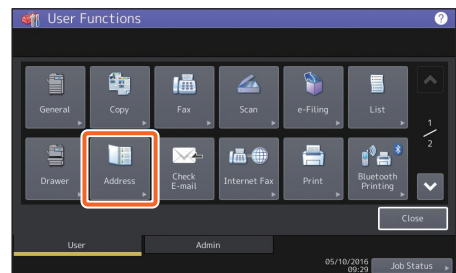 User Functions
?
General
Copy
Fax
Scan
e-Filing
List
1
2
Drawer
Address
Check
E-mail
Internet Fax
Print
Bluetooth
Printing
Close
User
Admin
05/10/2016
09:29
Job Status